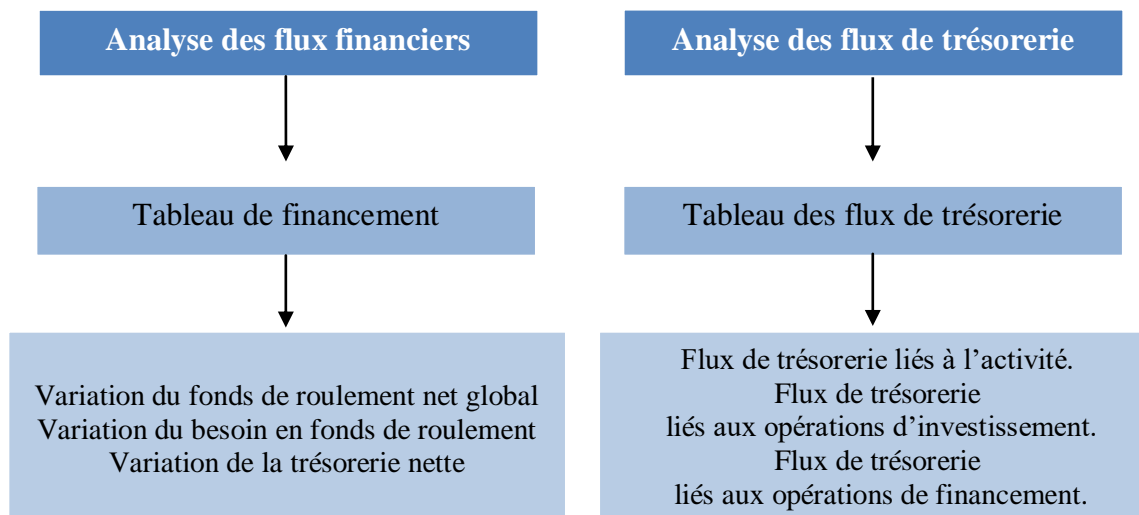 Analyse des flux financiers
Tableau de financement
Variation du fonds de roulement net global
Variation du besoin en fonds de roulement
Variation de la trésorerie nette
Analyse des flux de trésorerie
Tableau des flux de trésorerie
Flux de trésorerie liés à l’activité.
Flux de trésorerie
liés aux opérations d’investissement.
Flux de trésorerie
liés aux opérations de financement.